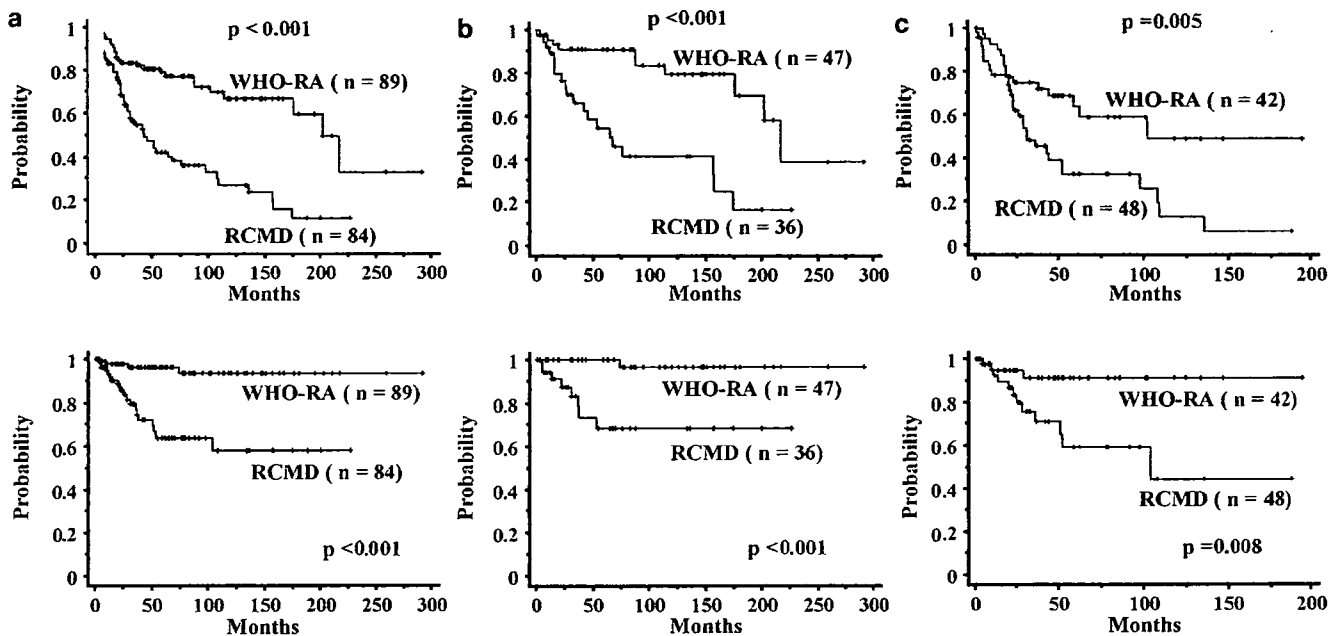 a
p < 0.001
WHO-RA ( n = 89)
RCMD ( n = 84)
Probability
1
0.8
0.6
0.4
0.2
0
0 50 100 150 200 250 300
Months
b
p <0.001
WHO-RA ( n = 47)
RCMD ( n = 36)
Probability
1
0.8
0.6
0.4
0.2
0
0 50 100 150 200 250 300
Months
c
p =0.005
WHO-RA ( n = 42)
RCMD ( n = 48)
Probability
1
0.8
0.6
0.4
0.2
0
0 50 100 150 200
Months
WHO-RA ( n = 89)
RCMD ( n = 84)
p <0.001
Probability
1
0.8
0.6
0.4
0.2
0
0 50 100 150 200 250 300
Months
WHO-RA ( n = 47)
RCMD ( n = 36)
p <0.001
Probability
1
0.8
0.6
0.4
0.2
0
0 50 100 150 200 250 300
Months
WHO-RA ( n = 42)
RCMD ( n = 48)
p =0.008
Probability
1
0.8
0.6
0.4
0.2
0
0 50 100 150 200
Months